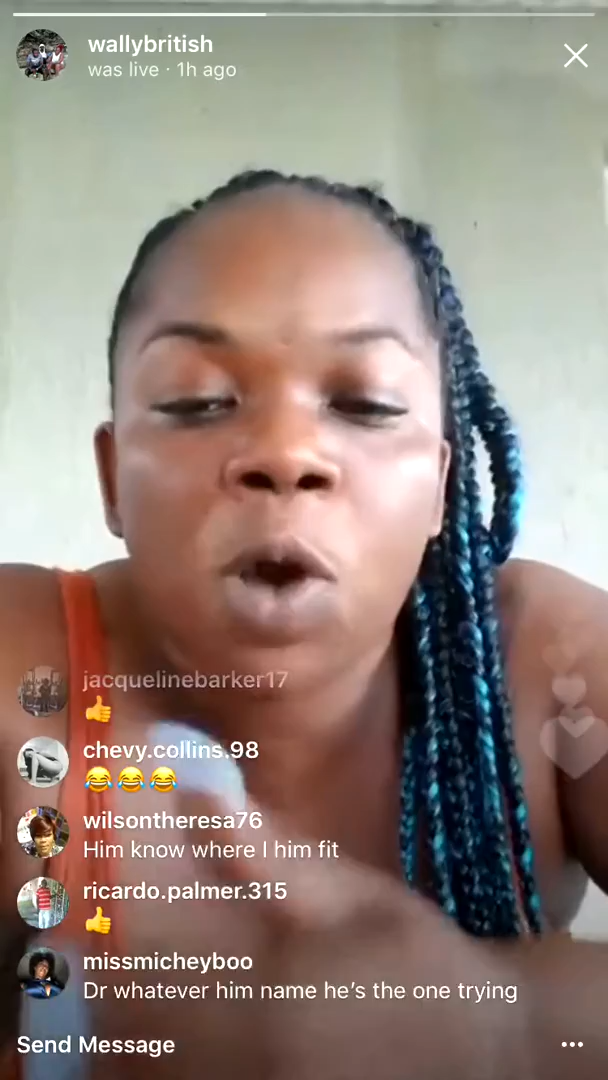 wallybritish
was live · 1h ago
jacquelinebarker17
👍
chevy.collins.98
😂😂😂
wilsontheresa76
Him know where I him fit
ricardo.palmer.315
👍
missmicheyboo
Dr whatever him name he's the one trying
Send Message